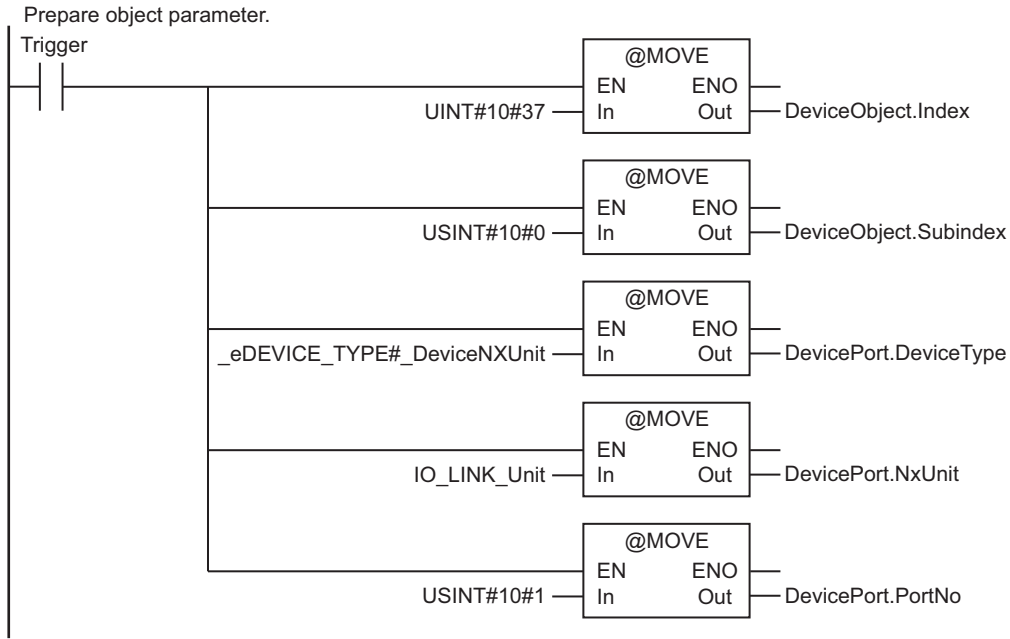 Prepare object parameter.
Trigger
@MOVE
EN ENO
UINT#10#37 In Out DeviceObject.Index
@MOVE
EN ENO
USINT#10#0 In Out DeviceObject.Subindex
@MOVE
EN ENO
_eDEVICE_TYPE#_DeviceNXUnit In Out DevicePort.DeviceType
@MOVE
EN ENO
IO_LINK_Unit In Out DevicePort.NxUnit
@MOVE
EN ENO
USINT#10#1 In Out DevicePort.PortNo